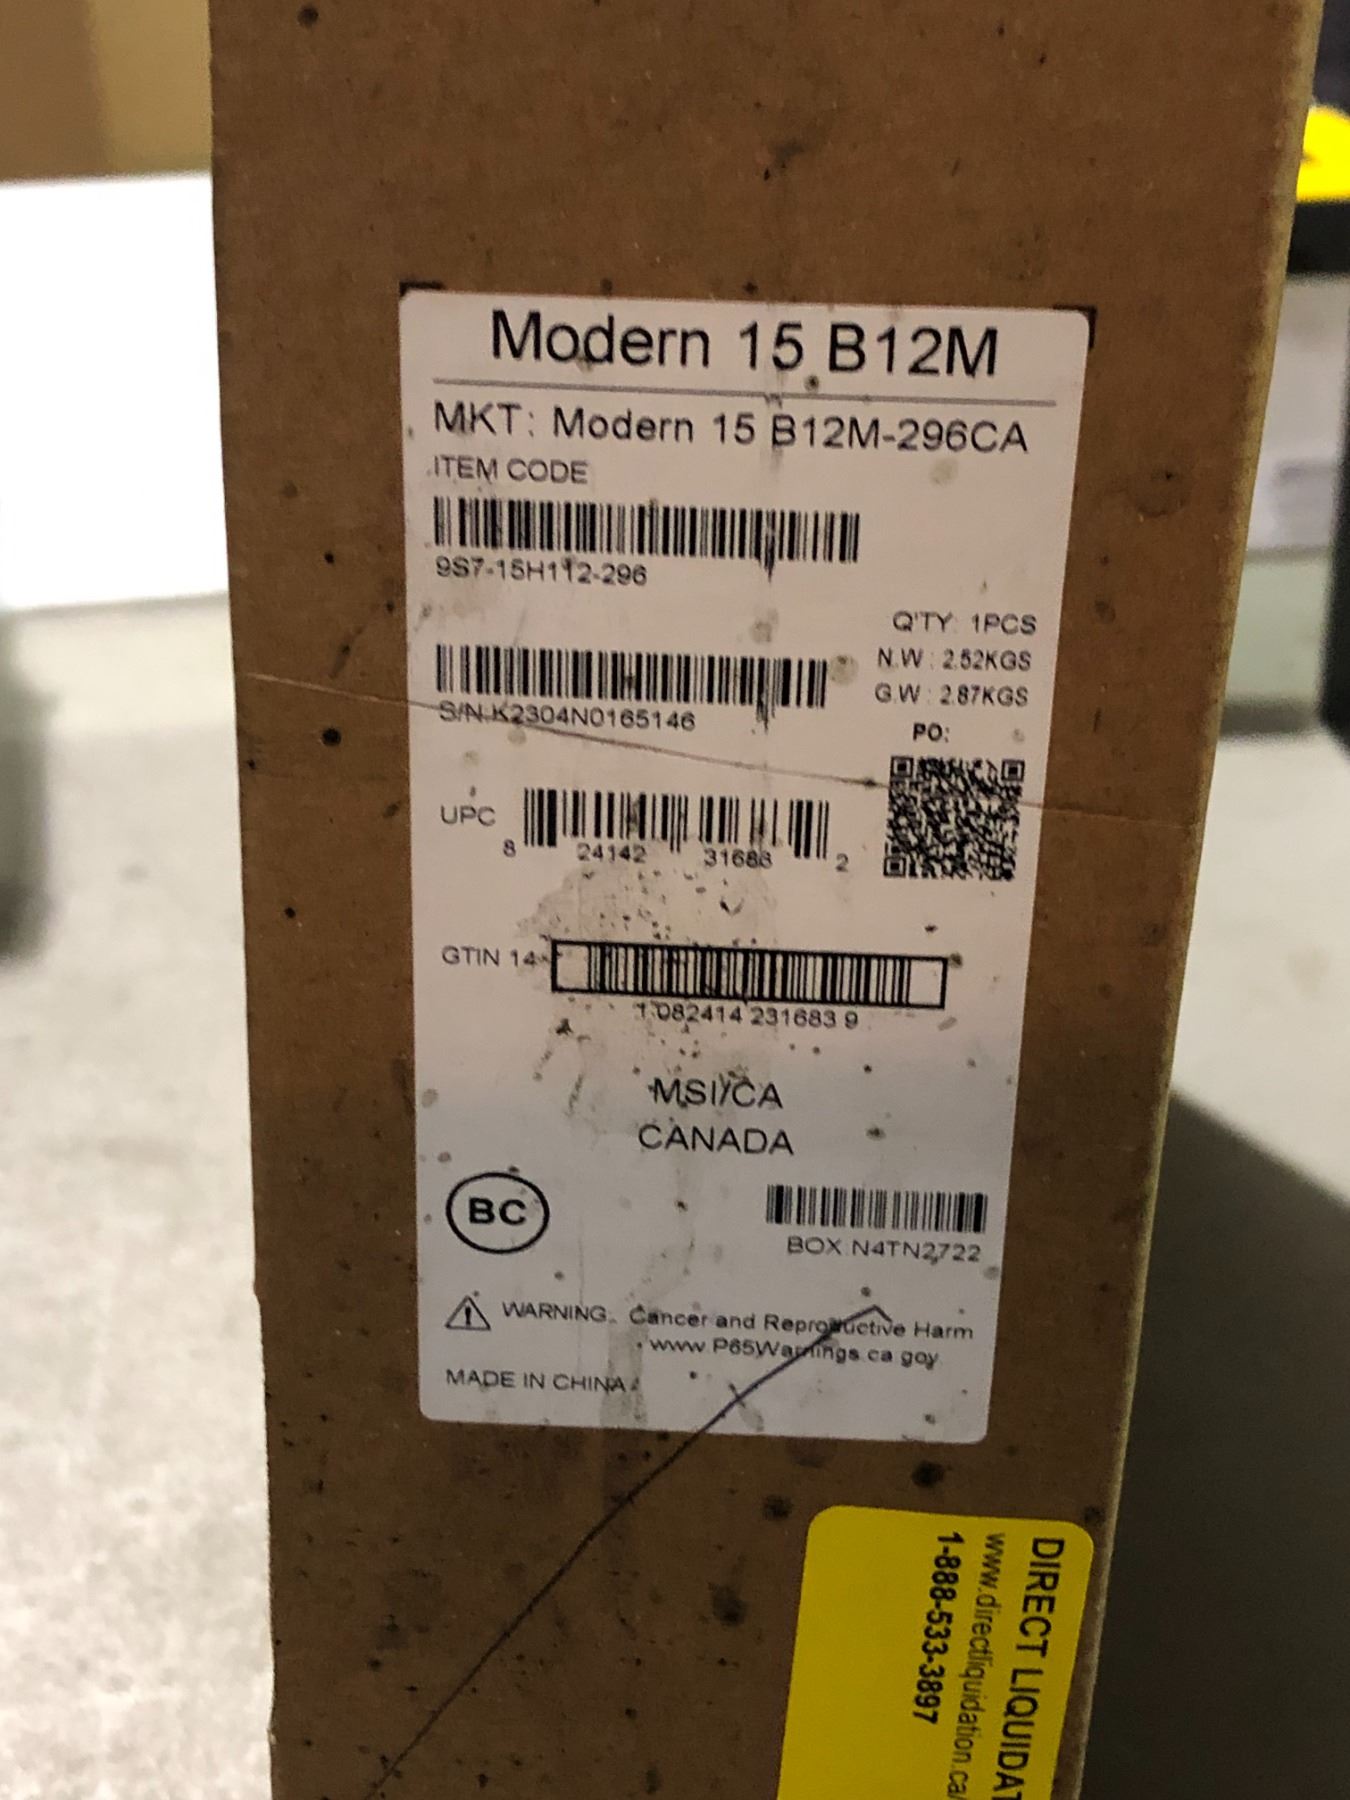 Modern 15 B12M
MKT: Modern 15 B12M-296CA
ITEM CODE
9S7-15H112-296
Q'TY: 1PCS
N.W : 2.52KGS
G.W : 2.87KGS
S/N:K2304N0165146
PO:
UPC
8 24142 31683 2
GTIN 14
1 082414 231683 9
MSI/CA
CANADA
BC
BOX:N4TN2722
WARNING: Cancer and Reproductive Harm
www.P65Warnings.ca.gov
MADE IN CHINA
DIRECT LIQUIDAT
www.directliquidation.ca/
1-888-533-3897